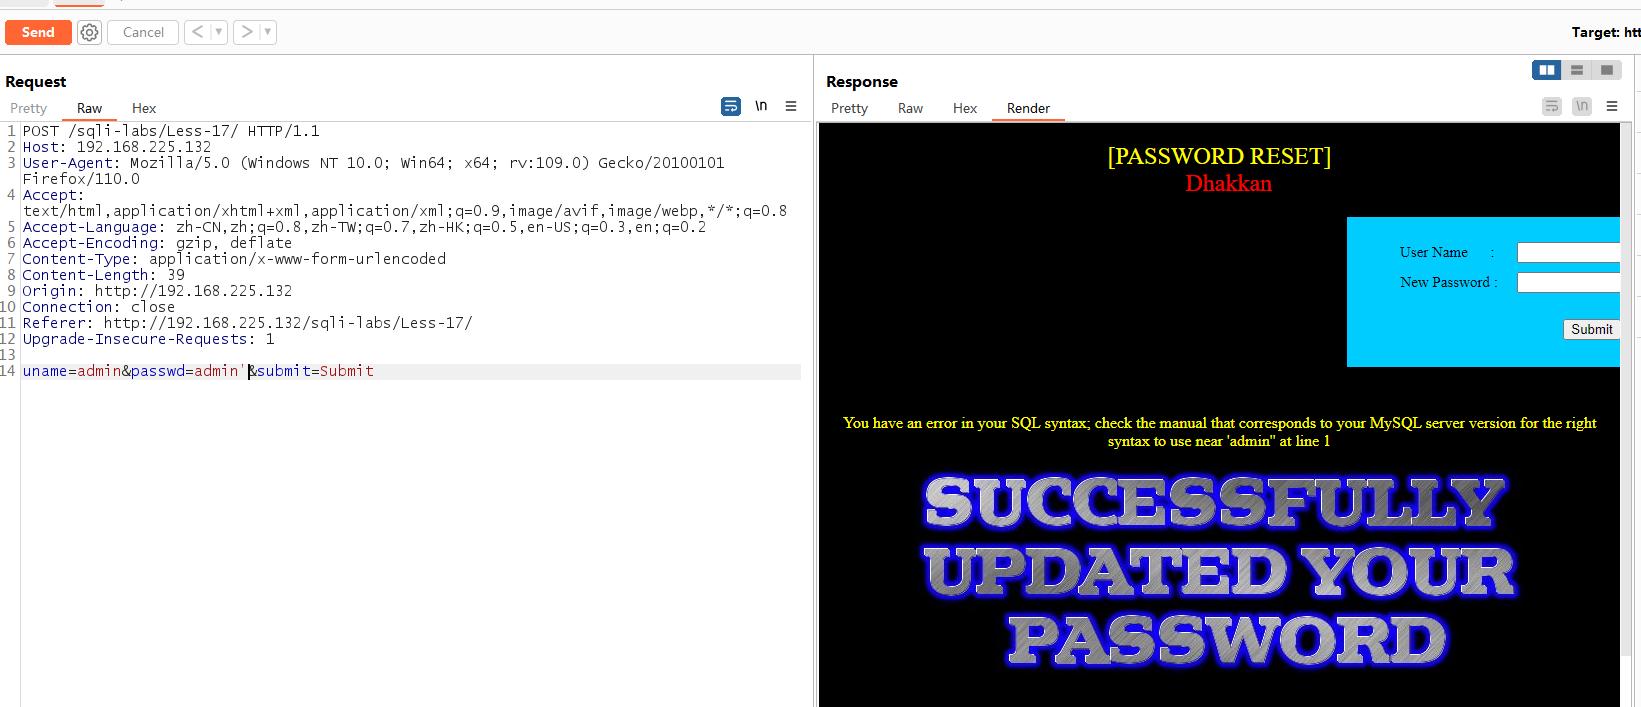 Send
Cancel
<
>
Target: htt
Request
Pretty Raw Hex
\n
1 POST /sqli-labs/Less-17/ HTTP/1.1
2 Host: 192.168.225.132
3 User-Agent: Mozilla/5.0 (Windows NT 10.0; Win64; x64; rv:109.0) Gecko/20100101
Firefox/110.0
4 Accept:
text/html,application/xhtml+xml,application/xml;q=0.9,image/avif,image/webp,*/*;q=0.8
5 Accept-Language: zh-CN,zh;q=0.8,zh-TW;q=0.7,zh-HK;q=0.5,en-US;q=0.3,en;q=0.2
6 Accept-Encoding: gzip, deflate
7 Content-Type: application/x-www-form-urlencoded
8 Content-Length: 39
9 Origin: http://192.168.225.132
10 Connection: close
11 Referer: http://192.168.225.132/sqli-labs/Less-17/
12 Upgrade-Insecure-Requests: 1
13
14 uname=admin&passwd=admin'&submit=Submit
Response
Pretty Raw Hex Render
\n
[PASSWORD RESET]
Dhakkan
User Name :
New Password :
Submit
You have an error in your SQL syntax; check the manual that corresponds to your MySQL server version for the right
syntax to use near 'admin'' at line 1
SUCCESSFULLY
UPDATED YOUR
PASSWORD